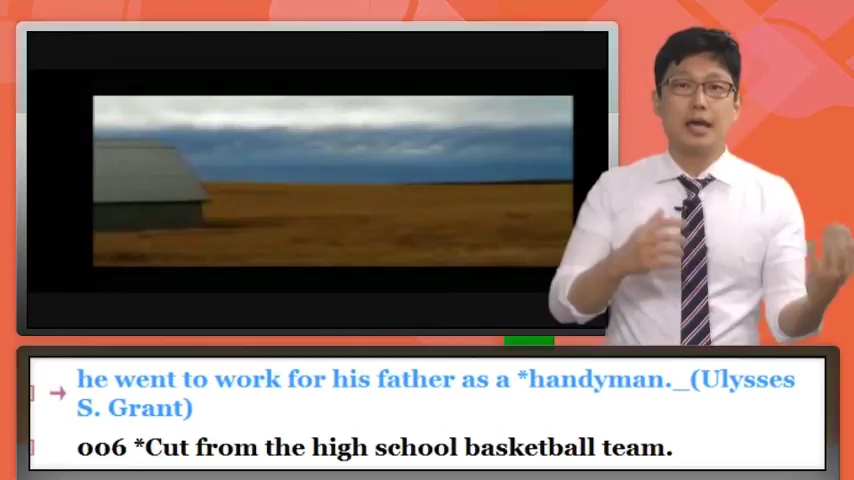 → he went to work for his father as a *handyman._(Ulysses
S. Grant)
006 *Cut from the high school basketball team.